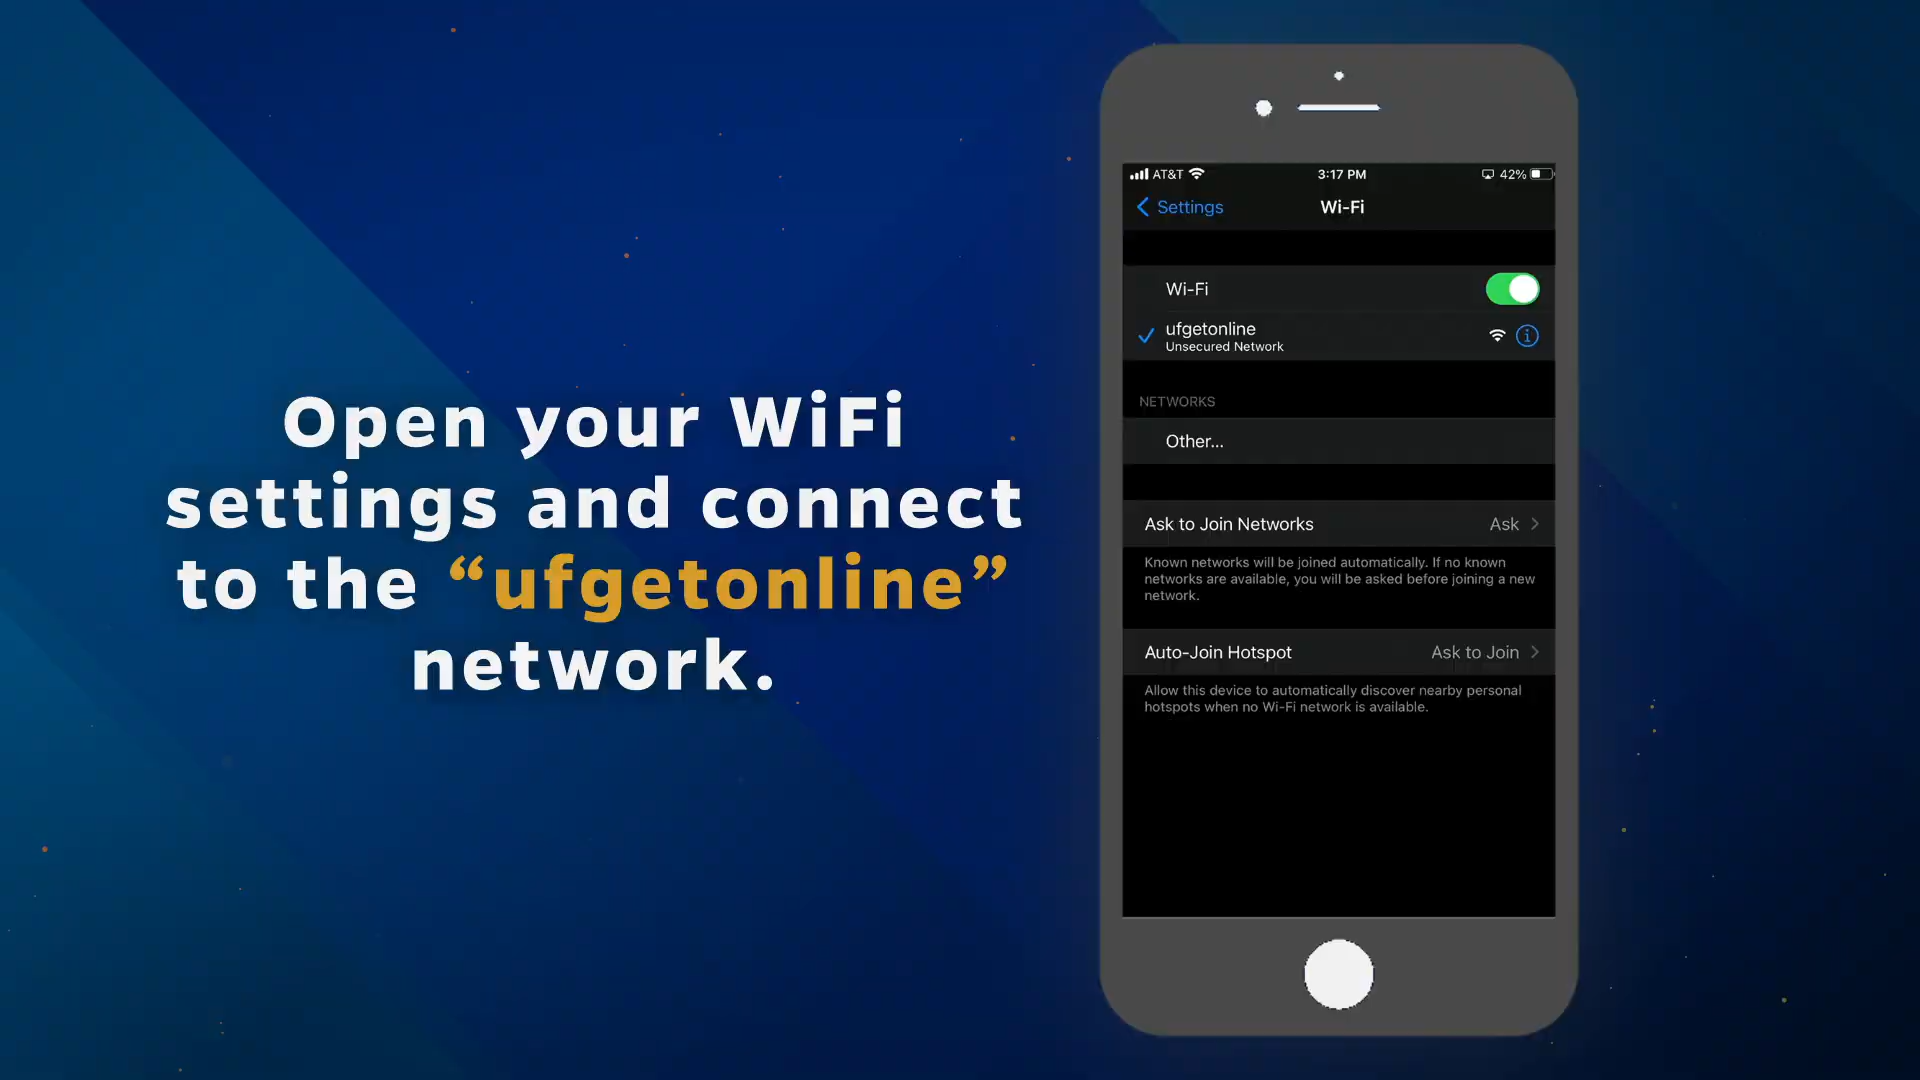 Open your WiFi
settings and connect
to the “ufgetonline”
network.
AT&T 3:17 PM 42%
Settings Wi-Fi
Wi-Fi
ufgetonline
Unsecured Network
NETWORKS
Other...
Ask to Join Networks Ask
Known networks will be joined automatically. If no known
networks are available, you will be asked before joining a new
network.
Auto-Join Hotspot Ask to Join
Allow this device to automatically discover nearby personal
hotspots when no Wi-Fi network is available.